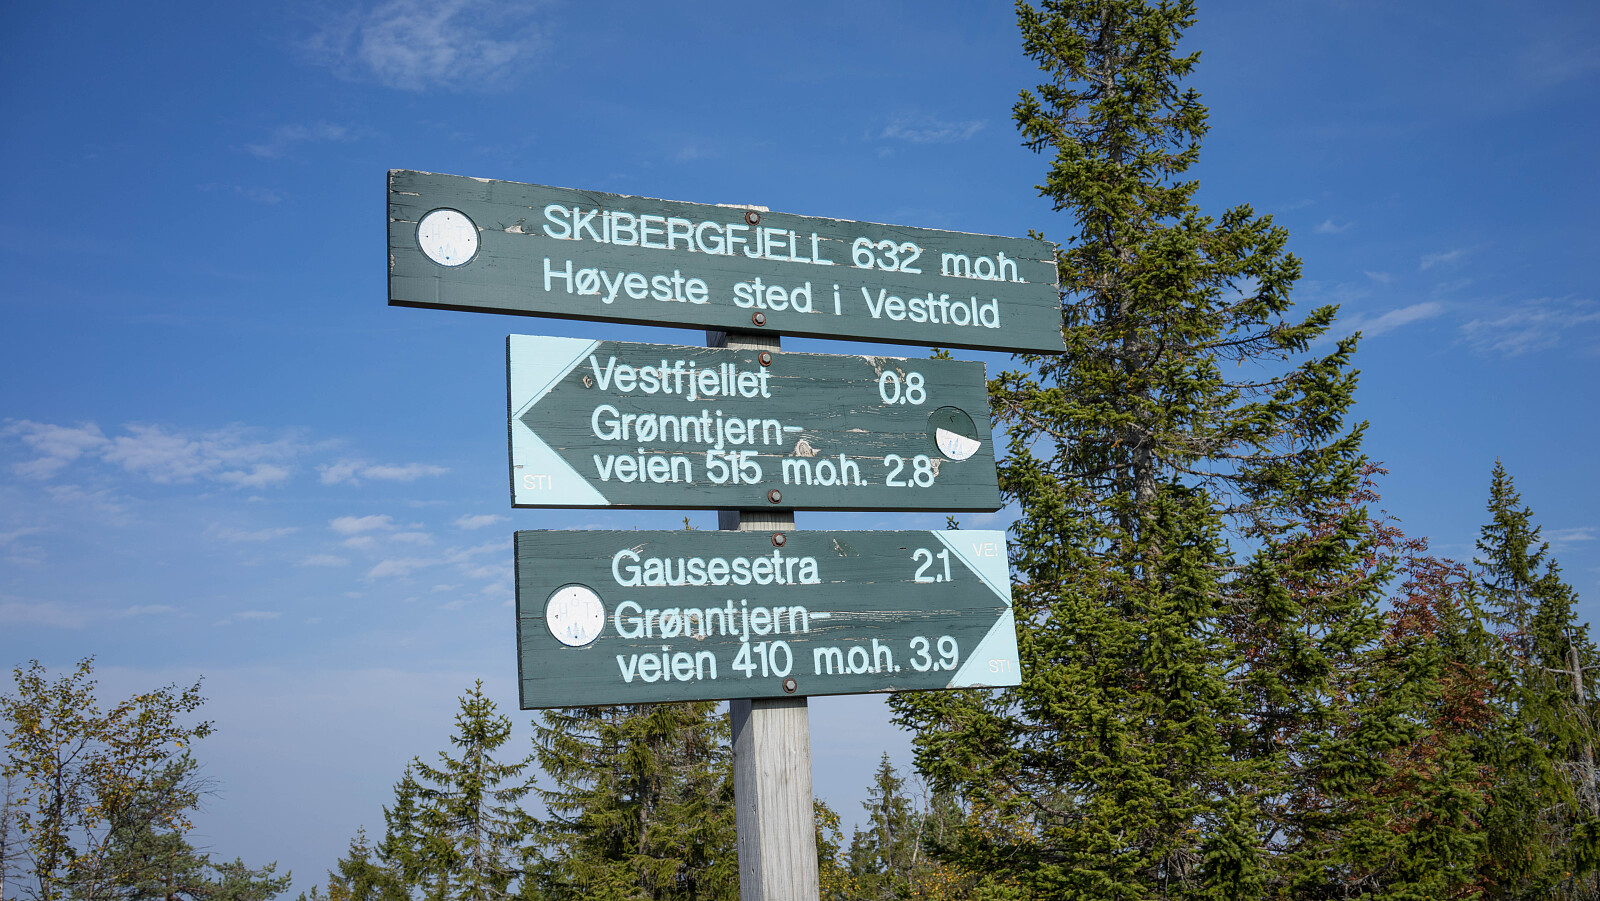 SKIBERGFJELL 632 m.o.h.
Høyeste sted i Vestfold
Vestfjellet 0.8
Grønntjern-
veien 515 m.o.h. 2.8
STI
Gausesetra 2.1
VEI
Grønntjern-
veien 410 m.o.h. 3.9
STI